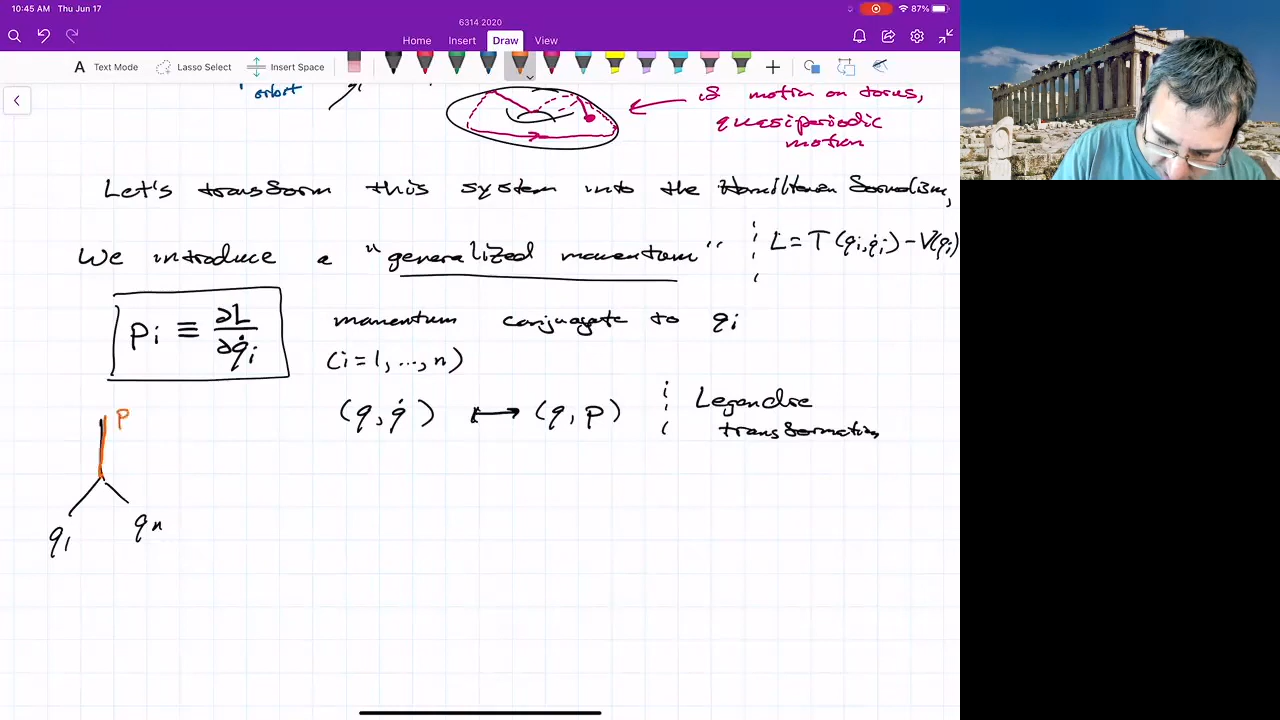 10:45 AM Thu Jun 17
87%
6314 2020
Home Insert Draw View
Text Mode Lasso Select Insert Space
orbit
is motion on torus,
quasiperiodic
motion
Let's transform this system into the Hamiltonian formalism,
We introduce a "generalized momentum"
L = T(qi, q̇i) - V(qi)
pi ≡ ∂L/∂q̇i momentum conjugate to qi
(i = 1, ..., n)
(q, q̇) ⟼ (q, p) Legendre
transformation
p
q1 qn